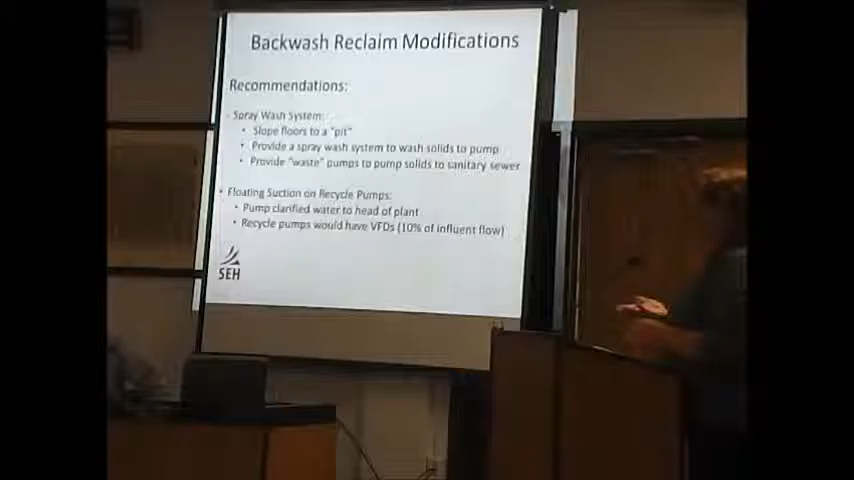 Backwash Reclaim Modifications
Recommendations:
- Spray Wash System:
• Slope floors to a "pit"
• Provide a spray wash system to wash solids to pump
• Provide "waste" pumps to pump solids to sanitary sewer
• Floating Suction on Recycle Pumps:
• Pump clarified water to head of plant
• Recycle pumps would have VFDs (10% of influent flow)
SEH